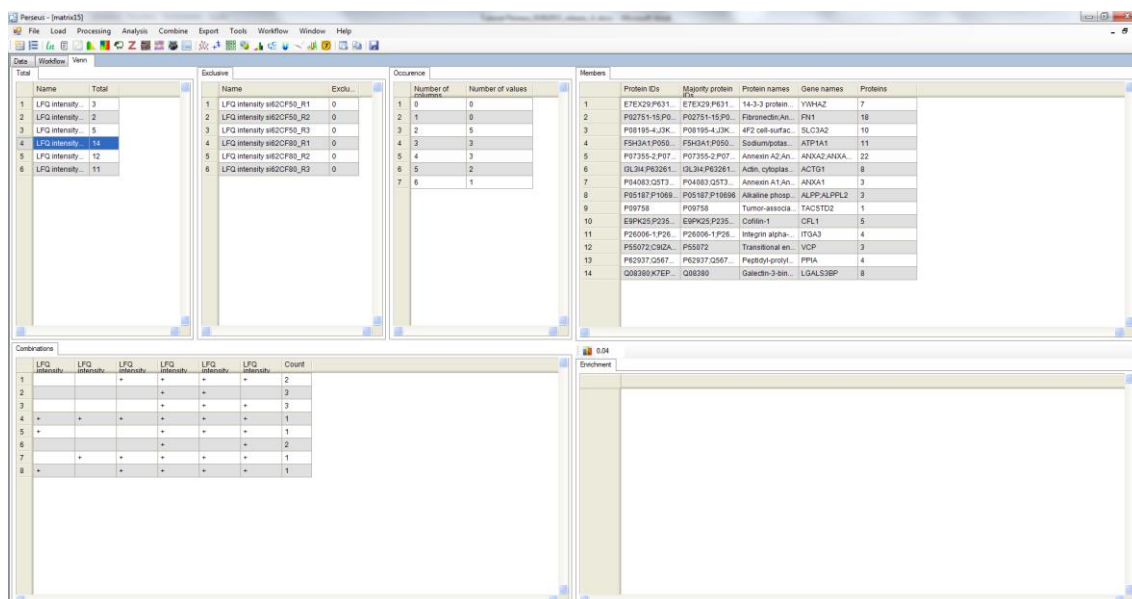 Perseus - [matrix15]
File Load Processing Analysis Combine Export Tools Workflow Window Help
Data Workflow Venn
Total
Name Total
1 LFQ intensity... 3
2 LFQ intensity... 2
3 LFQ intensity... 5
4 LFQ intensity... 14
5 LFQ intensity... 12
6 LFQ intensity... 11
Exclusive
Name Exclu...
1 LFQ intensity si62CF50_R1 0
2 LFQ intensity si62CF50_R2 0
3 LFQ intensity si62CF50_R3 0
4 LFQ intensity si62CF80_R1 0
5 LFQ intensity si62CF80_R2 0
6 LFQ intensity si62CF80_R3 0
Occurence
Number of columns Number of values
1 0 0
2 1 0
3 2 5
4 3 3
5 4 3
6 5 2
7 6 1
Members
Protein IDs Majority protein IDs Protein names Gene names Proteins
1 E7EX29;P631... E7EX29;P631... 14-3-3 protein... YWHAZ 7
2 P02751-15;P0... P02751-15;P0... Fibronectin;An... FN1 18
3 P08195-4;J3K... P08195-4;J3K... 4F2 cell-surfac... SLC3A2 10
4 F5H3A1;P050... F5H3A1;P050... Sodium/potas... ATP1A1 11
5 P07355-2;P07... P07355-2;P07... Annexin A2;An... ANXA2;ANXA... 22
6 I3L3I4;P63261... I3L3I4;P63261... Actin, cytoplas... ACTG1 8
7 P04083;Q5T3... P04083;Q5T3... Annexin A1;An... ANXA1 3
8 P05187;P1069... P05187;P10696 Alkaline phosp... ALPP;ALPPL2 3
9 P09758 P09758 Tumor-associa... TACSTD2 1
10 E9PK25;P235... E9PK25;P235... Cofilin-1 CFL1 5
11 P26006-1;P26... P26006-1;P26... Integrin alpha-... ITGA3 4
12 P55072;C9IZA... P55072 Transitional en... VCP 3
13 P62937;Q567... P62937;Q567... Peptidyl-prolyl... PPIA 4
14 Q08380;K7EP... Q08380 Galectin-3-bin... LGALS3BP 8
Combinations
LFQ intensity LFQ intensity LFQ intensity LFQ intensity LFQ intensity LFQ intensity Count
1 + + + + 2
2 + + 3
3 + + + 3
4 + + + + + + 1
5 + + + + 1
6 + + 2
7 + + + + + 1
8 + + + + + 1
0.04
Enrichment